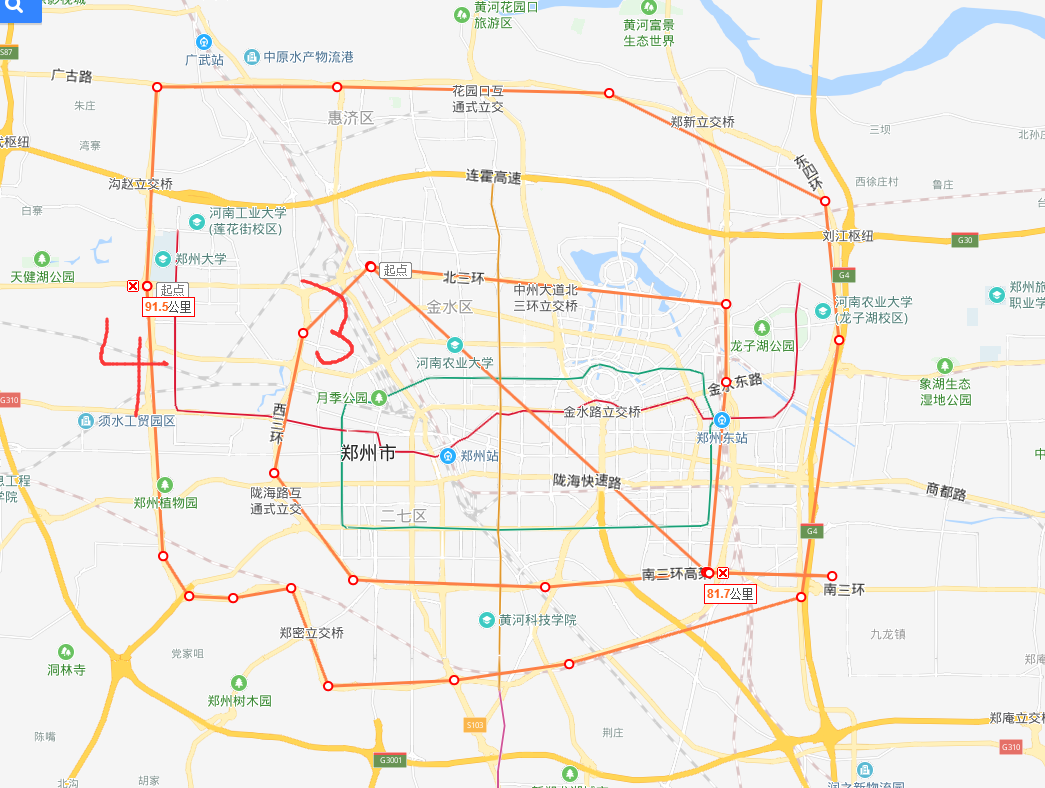 黄河花园口
旅游区
黄河富景
生态世界
S87
广武站
中原水产物流港
广古路
花园口互
通式立交
朱庄
惠济区
郑新立交桥
三坝
枢纽
湾寨
北孙庄
连霍高速
东四环
沟赵立交桥
西徐庄村
鲁庄
白寨
河南工业大学
(莲花街校区)
刘江枢纽
G30
郑州大学
天健湖公园
起点
北三环
G4
起点
中州大道北
三环立交桥
郑州旅
职业学
91.5公里
金水区
河南农业大学
(龙子湖校区)
3
4
龙子湖公园
河南农业大学
象湖生态
湿地公园
金水东路
月季公园
G310
西三环
金水路立交桥
须水工贸园区
郑州东站
郑州市
郑州站
中
息工程
学院
陇海快速路
郑州植物园
陇海路互
通式立交
商都路
二七区
G4
南三环高架
南三环
81.7公里
黄河科技学院
郑密立交桥
九龙镇
党家咀
洞林寺
郑庵
郑州树木园
S103
郑庵立交桥
陈嘴
荆庄
G310
G3001
北沟
胡家